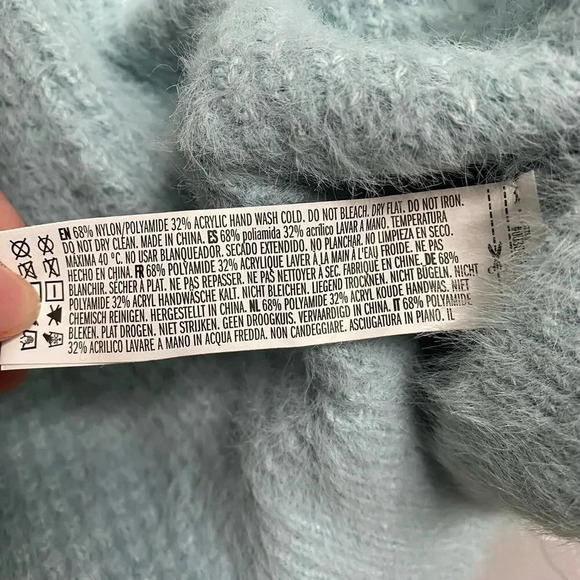 EN 68% NYLON/POLYAMIDE 32% ACRYLIC HAND WASH COLD. DO NOT BLEACH. DRY FLAT. DO NOT IRON.
DO NOT DRY CLEAN. MADE IN CHINA. ES 68% poliamida 32% acrílico LAVAR A MANO. TEMPERATURA
MÁXIMA 40 °C. NO USAR BLANQUEADOR. SECADO EXTENDIDO. NO PLANCHAR. NO LIMPIEZA EN SECO.
HECHO EN CHINA. FR 68% POLYAMIDE 32% ACRYLIQUE LAVER À LA MAIN À L'EAU FROIDE. NE PAS
BLANCHIR. SÉCHER À PLAT. NE PAS REPASSER. NE PAS NETTOYER À SEC. FABRIQUÉ EN CHINE. DE 68%
POLYAMIDE 32% ACRYL HANDWÄSCHE KALT. NICHT BLEICHEN. LIEGEND TROCKNEN. NICHT BÜGELN. NICHT
CHEMISCH REINIGEN. HERGESTELLT IN CHINA. NL 68% POLYAMIDE 32% ACRYL KOUDE HANDWAS. NIET
BLEKEN. PLAT DROGEN. NIET STRIJKEN. GEEN DROOGKUIS. VERVAARDIGD IN CHINA. IT 68% POLIAMMIDE
32% ACRILICO LAVARE A MANO IN ACQUA FREDDA. NON CANDEGGIARE. ASCIUGATURA IN PIANO. IL